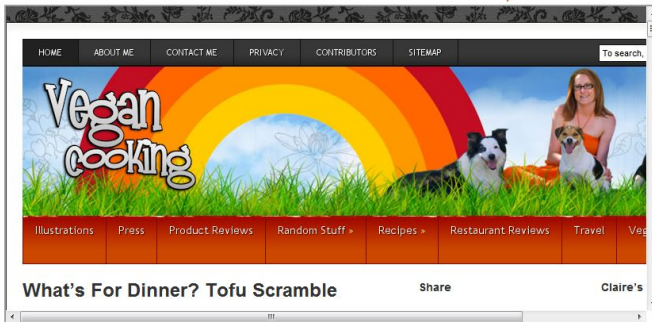 HOME ABOUT ME CONTACT ME PRIVACY CONTRIBUTORS SITEMAP To search,
Vegan
cooking
Illustrations Press Product Reviews Random Stuff » Recipes » Restaurant Reviews Travel Veg
What's For Dinner? Tofu Scramble Share Claire's